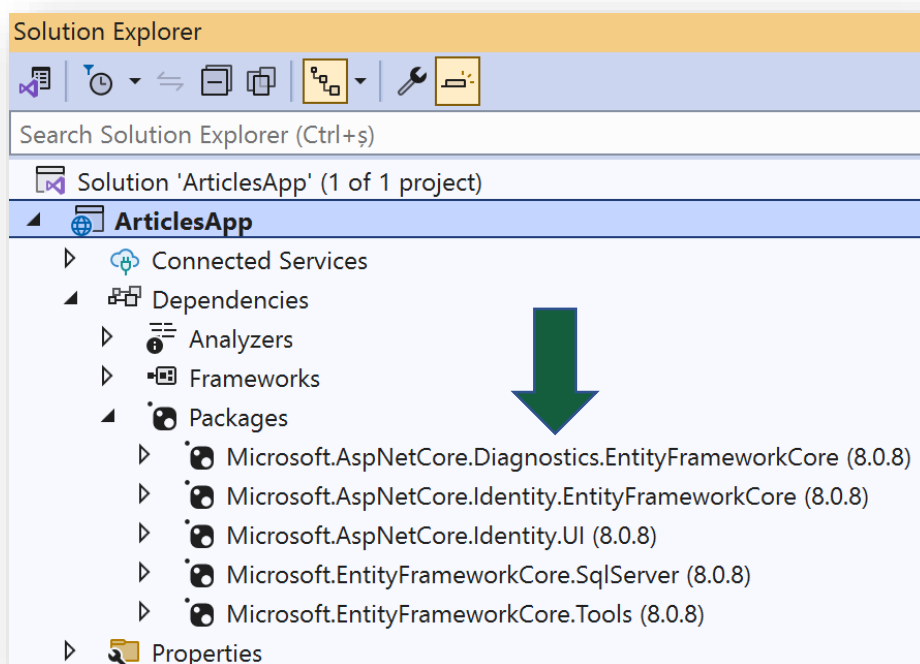 Solution Explorer
Search Solution Explorer (Ctrl+ș)
Solution 'ArticlesApp' (1 of 1 project)
ArticlesApp
Connected Services
Dependencies
Analyzers
Frameworks
Packages
Microsoft.AspNetCore.Diagnostics.EntityFrameworkCore (8.0.8)
Microsoft.AspNetCore.Identity.EntityFrameworkCore (8.0.8)
Microsoft.AspNetCore.Identity.UI (8.0.8)
Microsoft.EntityFrameworkCore.SqlServer (8.0.8)
Microsoft.EntityFrameworkCore.Tools (8.0.8)
Properties